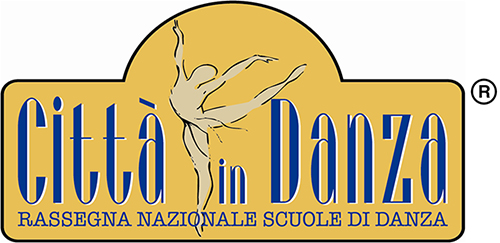 Città in Danza ®
RASSEGNA NAZIONALE SCUOLE DI DANZA